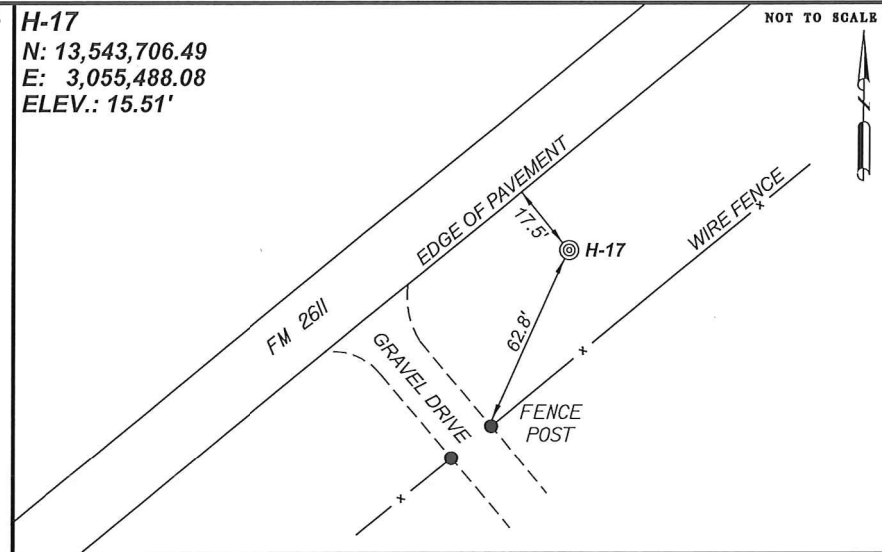 H-17
N: 13,543,706.49
E: 3,055,488.08
ELEV.: 15.51'
NOT TO SCALE
EDGE OF PAVEMENT
17.5'
H-17
WIRE FENCE
x
FM 2611
62.8'
x
GRAVEL DRIVE
FENCE
POST
x